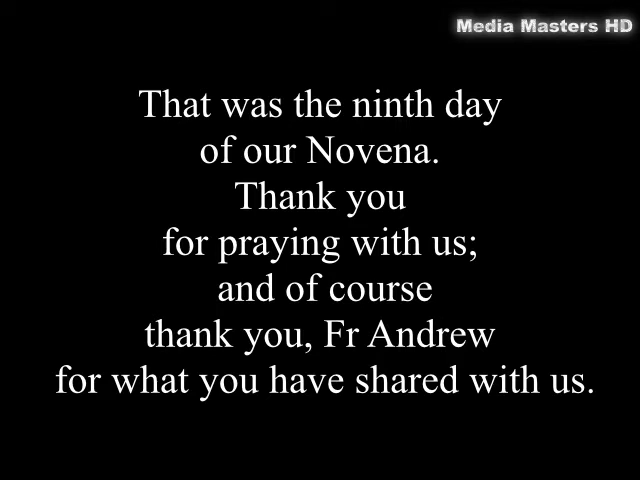 Media Masters HD
That was the ninth day
of our Novena.
Thank you
for praying with us;
and of course
thank you, Fr Andrew
for what you have shared with us.